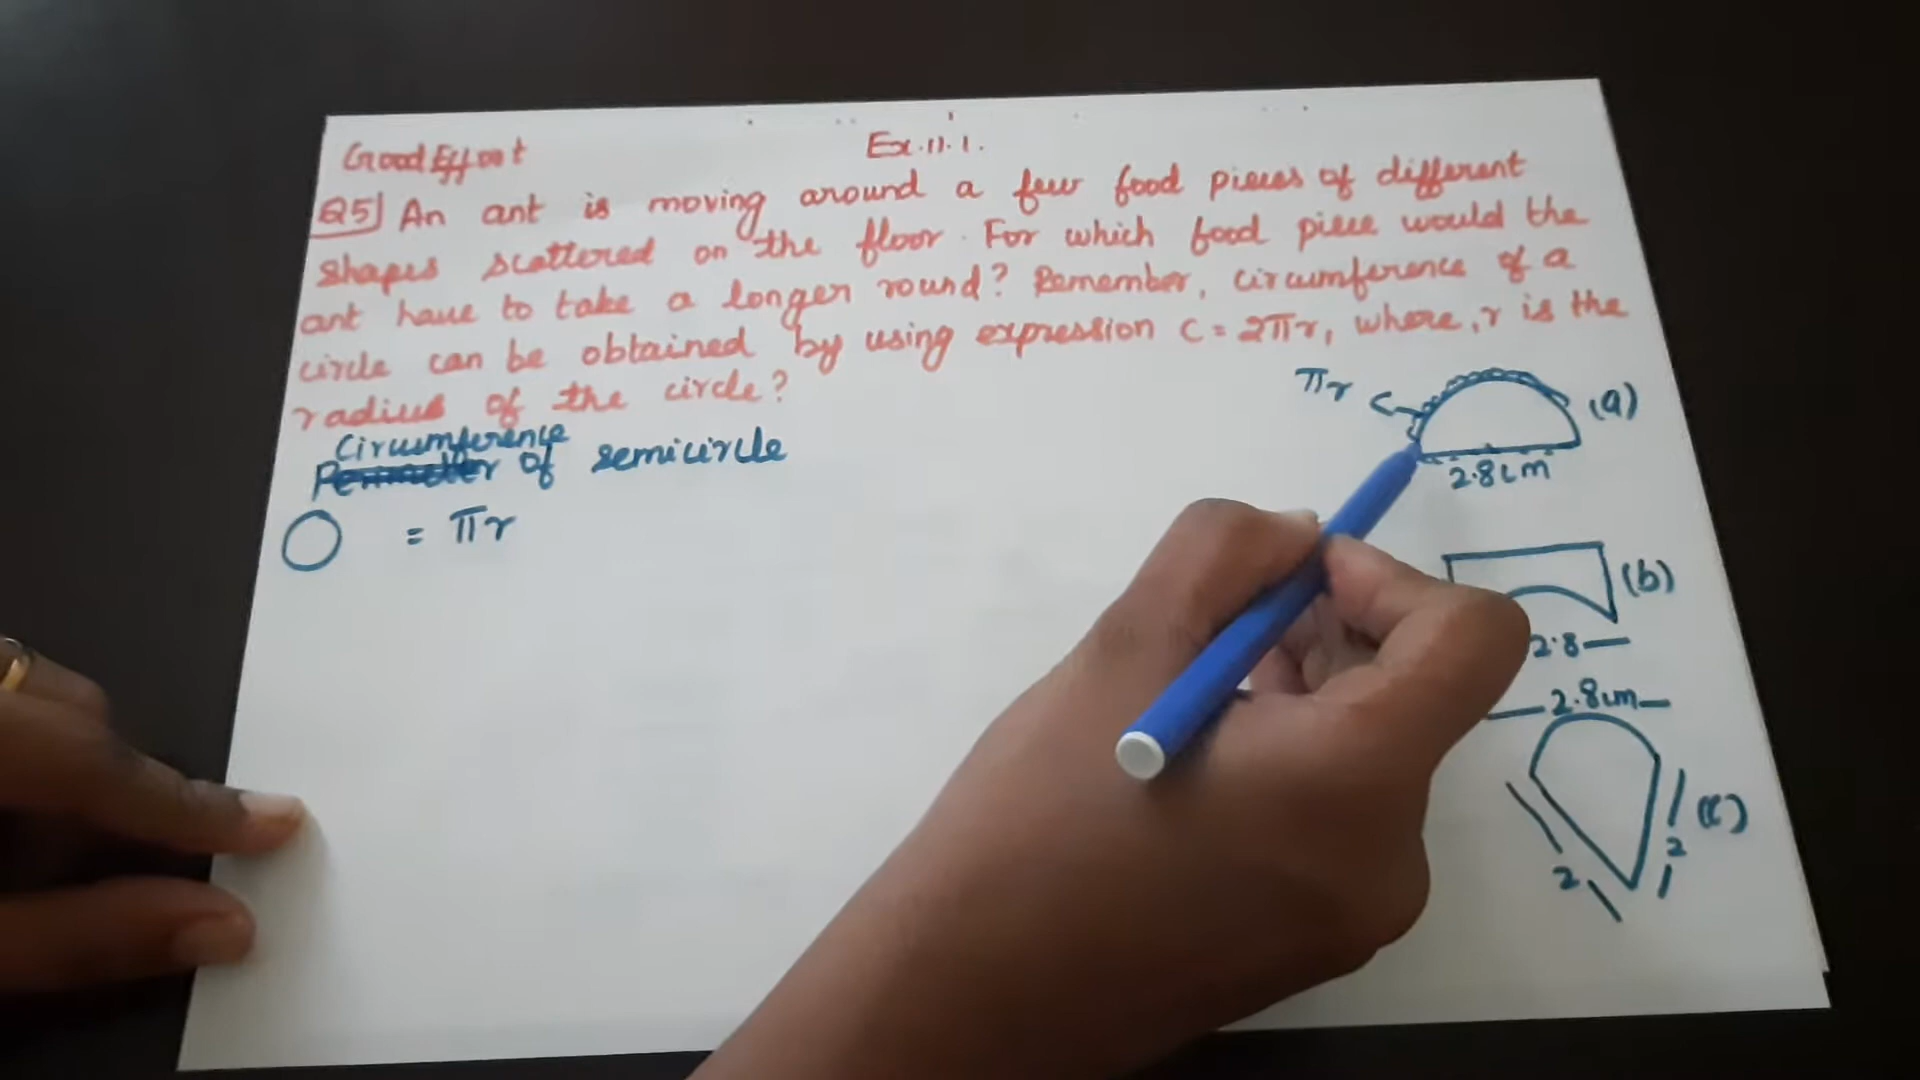 Good Effort
Ex.11.1.
Q5] An ant is moving around a few food pieces of different
shapes scattered on the floor. For which food piece would the
ant have to take a longer round? Remember, circumference of a
circle can be obtained by using expression C = 2πr, where, r is the
radius of the circle?
Circumference
of semicircle
= πr
πr
(a)
2.8cm
(b)
2.8
2.8cm
(c)
2
2